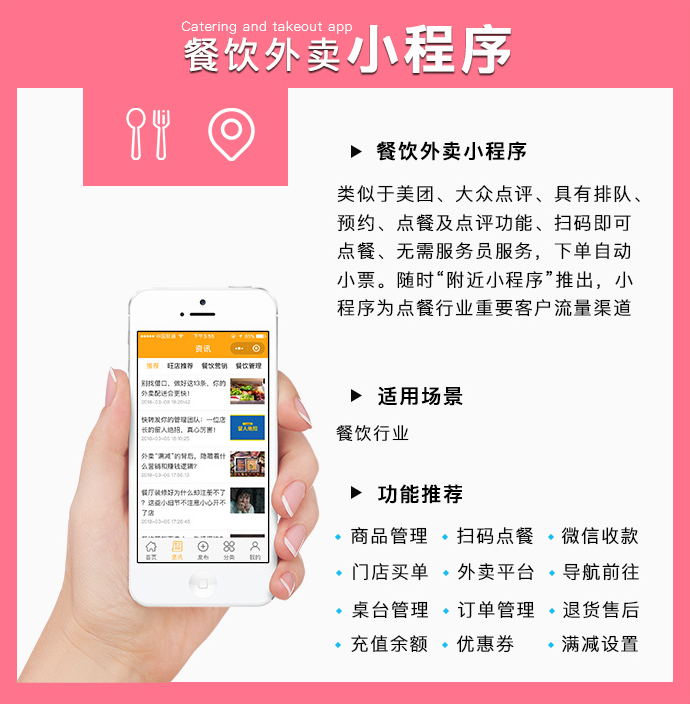 Catering and takeout app
餐饮外卖小程序
▶ 餐饮外卖小程序
类似于美团、大众点评、具有排队、
预约、点餐及点评功能、扫码即可
点餐、无需服务员服务，下单自动
小票。随时“附近小程序”推出，小
程序为点餐行业重要客户流量渠道
▶ 适用场景
餐饮行业
▶ 功能推荐
商品管理 扫码点餐 微信收款
门店买单 外卖平台 导航前往
桌台管理 订单管理 退货售后
充值余额 优惠券 满减设置
下午3:55
资讯
推荐 旺店推荐 餐饮营销 餐饮管理
别找借口，做好这13条，你的
外卖配送会更快！
快转发你的管理团队：一位店
长的留人绝招，真心厉害！
外卖“满减”的背后，隐藏着什
么营销和赚钱逻辑？
餐厅装修好为什么却注册不了
？这些小细节不注意小心开不
了店
首页 资讯 发布 分类 我的